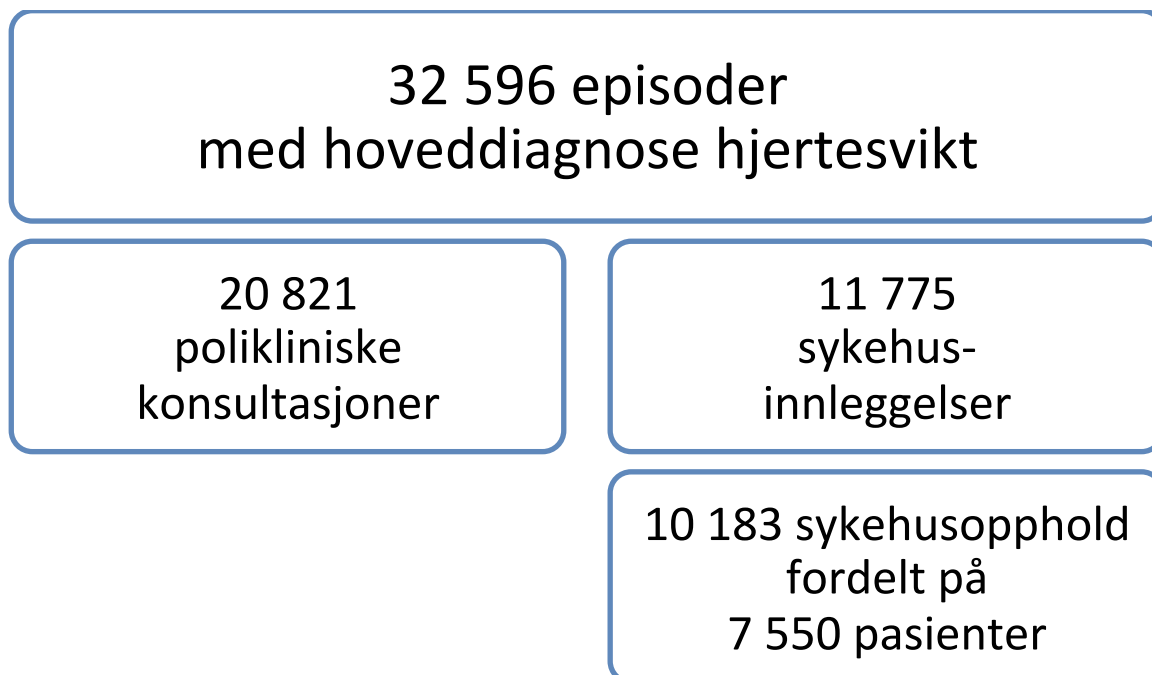 32 596 episoder
med hoveddiagnose hjertesvikt
20 821
polikliniske
konsultasjoner
11 775
sykehus-
innleggelser
10 183 sykehusopphold
fordelt på
7 550 pasienter